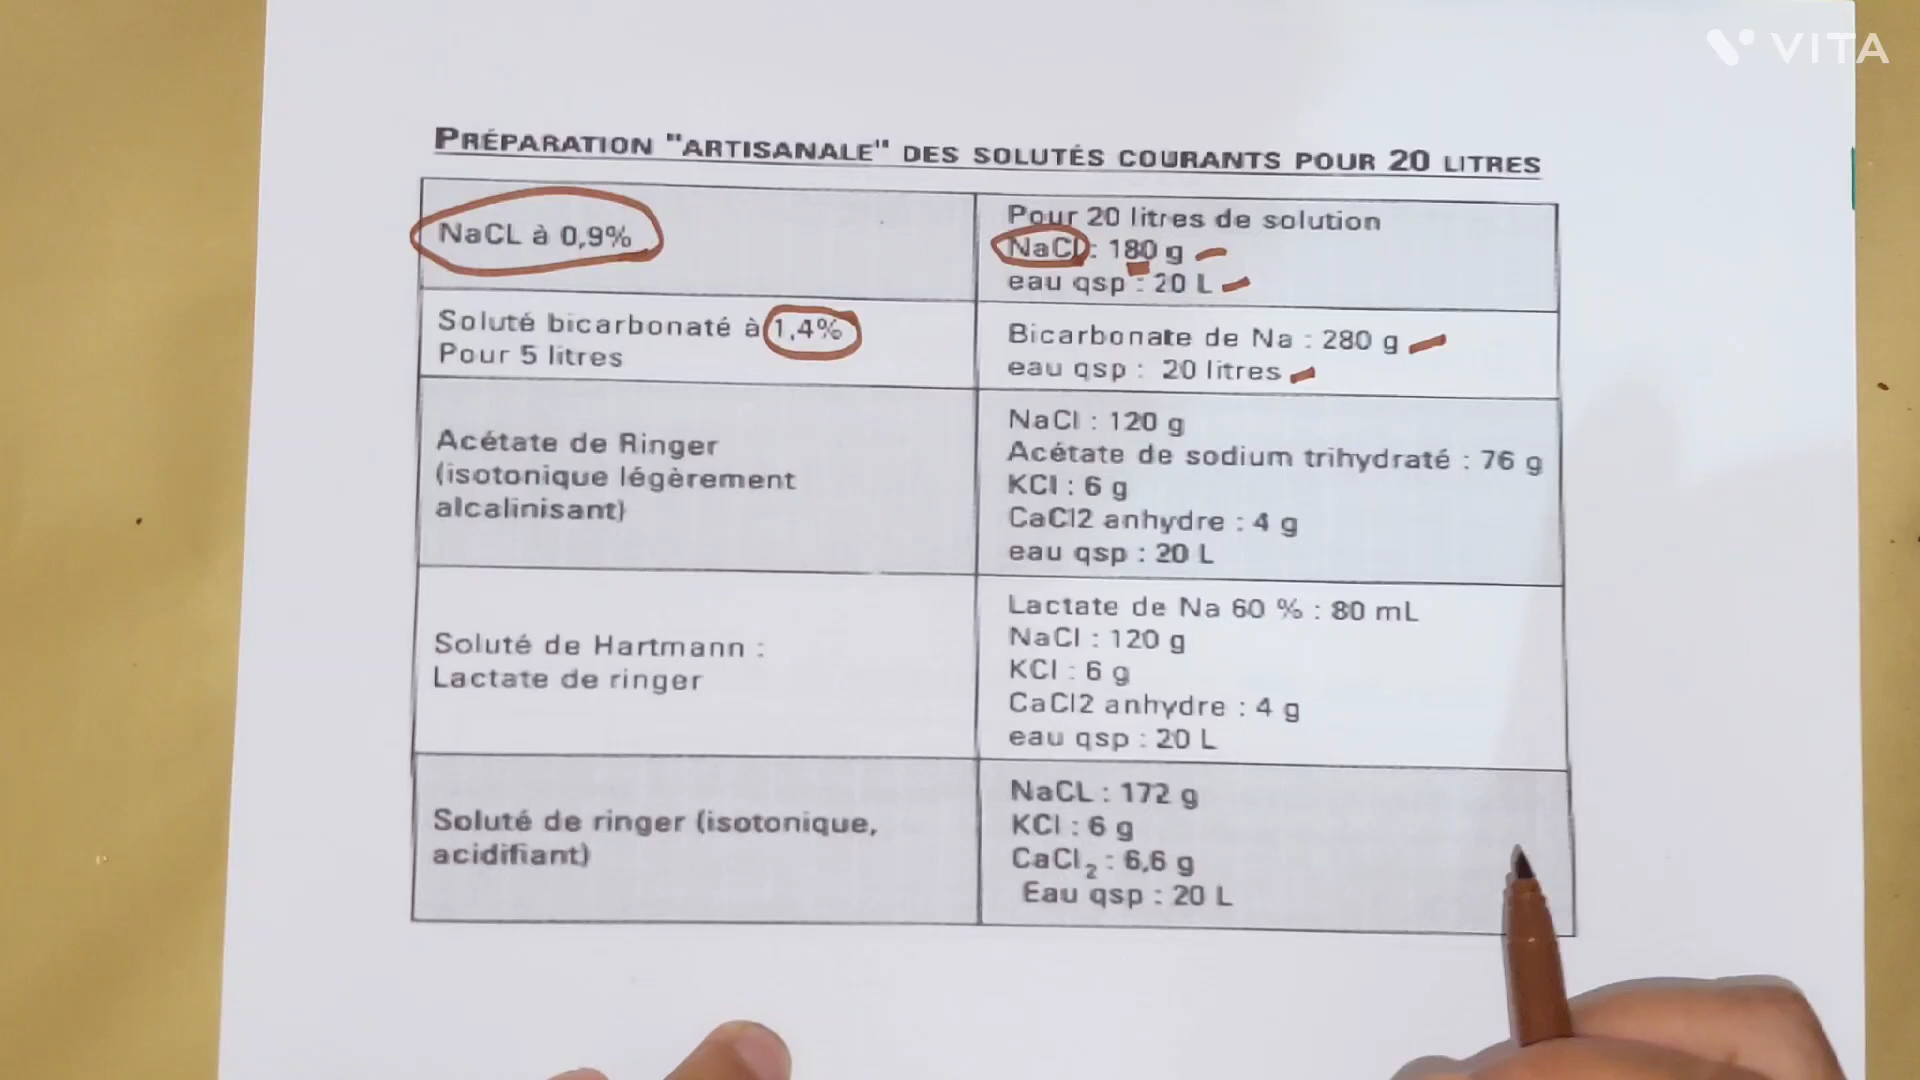 VITA
PRÉPARATION "ARTISANALE" DES SOLUTÉS COURANTS POUR 20 LITRES
NaCL à 0,9%
Pour 20 litres de solution
NaCl : 180 g
eau qsp : 20 L
Soluté bicarbonaté à 1,4%
Pour 5 litres
Bicarbonate de Na : 280 g
eau qsp : 20 litres
Acétate de Ringer
(isotonique légèrement
alcalinisant)
NaCl : 120 g
Acétate de sodium trihydraté : 76 g
KCl : 6 g
CaCl2 anhydre : 4 g
eau qsp : 20 L
Soluté de Hartmann :
Lactate de ringer
Lactate de Na 60 % : 80 mL
NaCl : 120 g
KCl : 6 g
CaCl2 anhydre : 4 g
eau qsp : 20 L
Soluté de ringer (isotonique,
acidifiant)
NaCL : 172 g
KCl : 6 g
CaCl₂ : 6,6 g
Eau qsp : 20 L